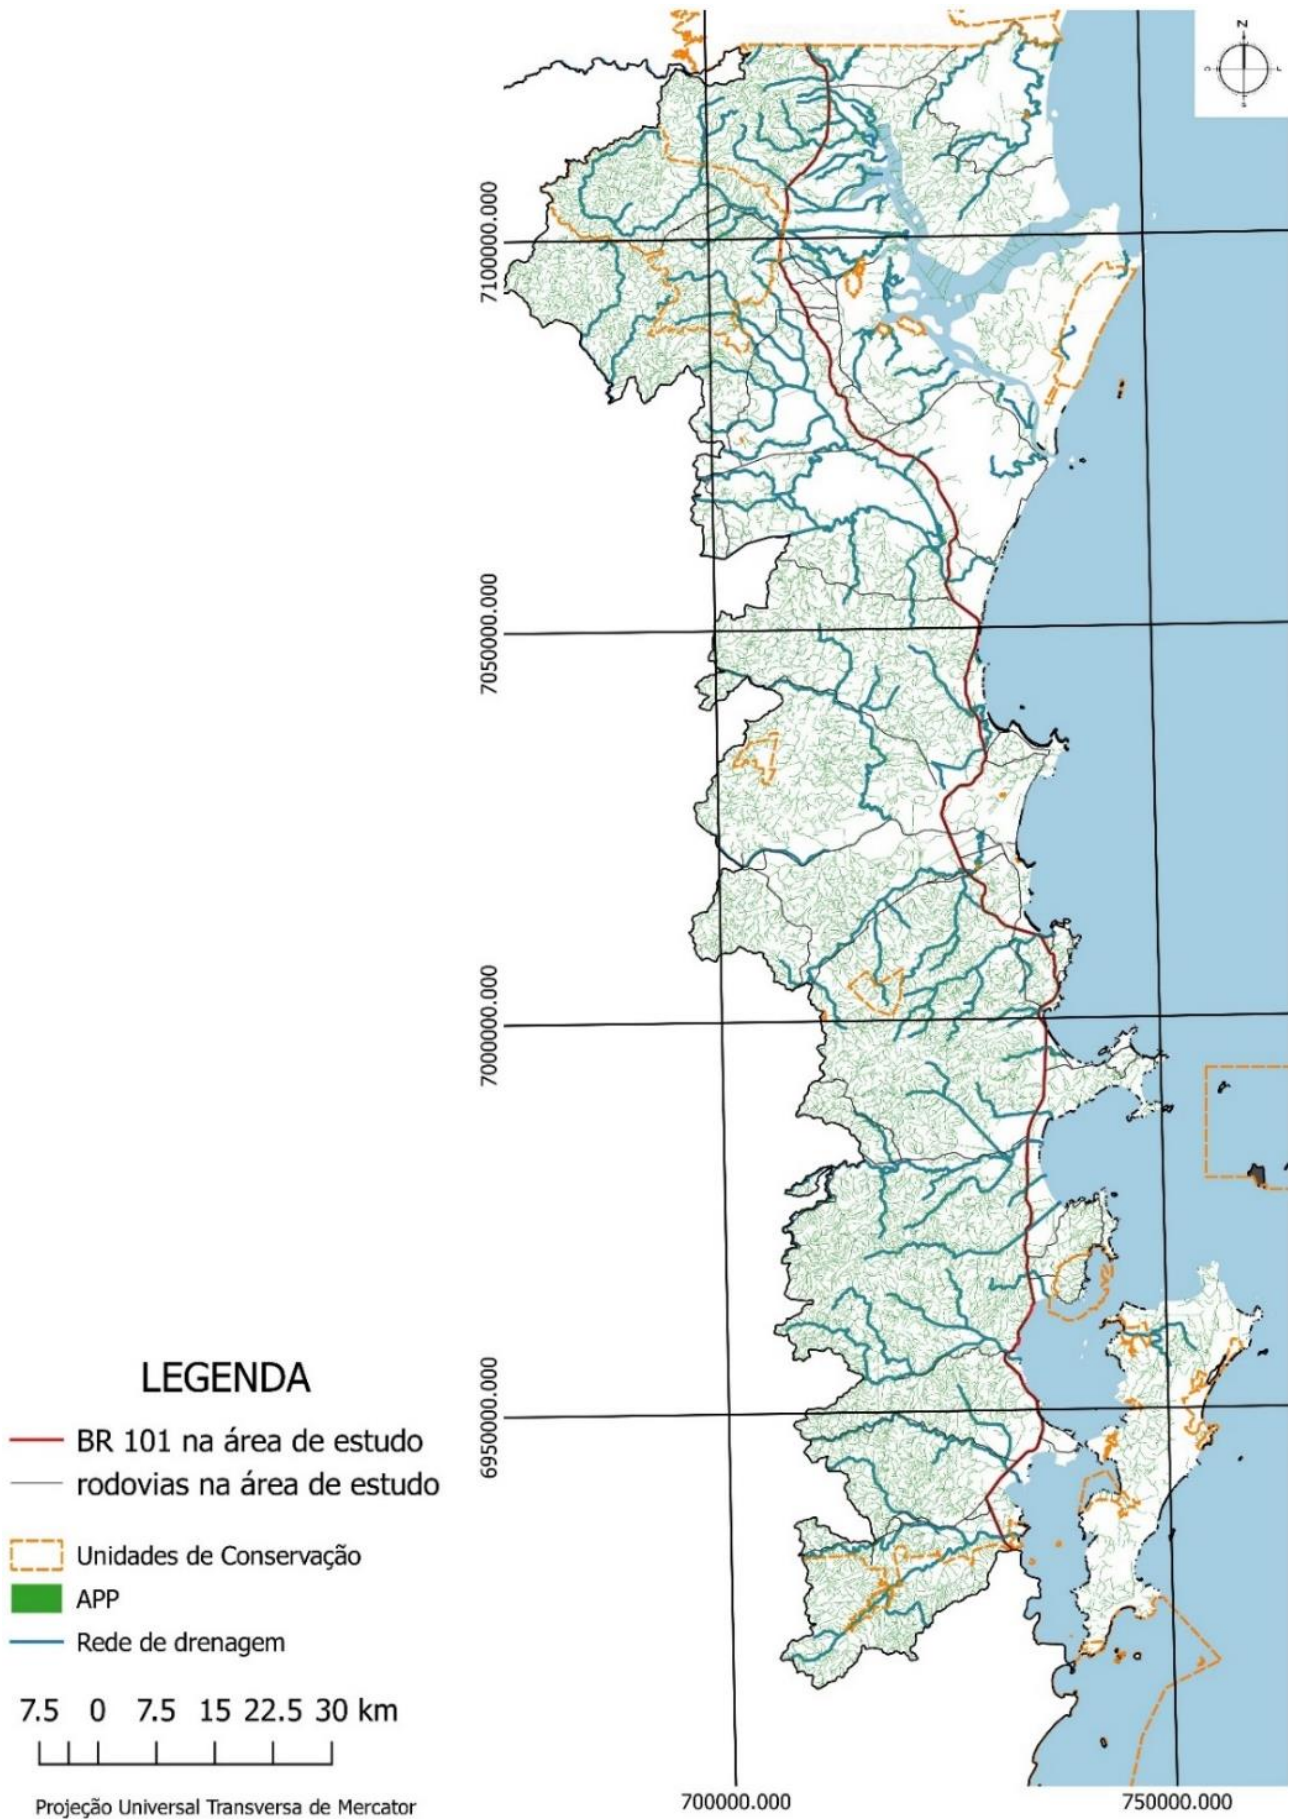 N
7100000.000
7050000.000
7000000.000
6950000.000
LEGENDA
BR 101 na área de estudo
rodovias na área de estudo
Unidades de Conservação
APP
Rede de drenagem
7.5 0 7.5 15 22.5 30 km
Projeção Universal Transversa de Mercator
700000.000 750000.000